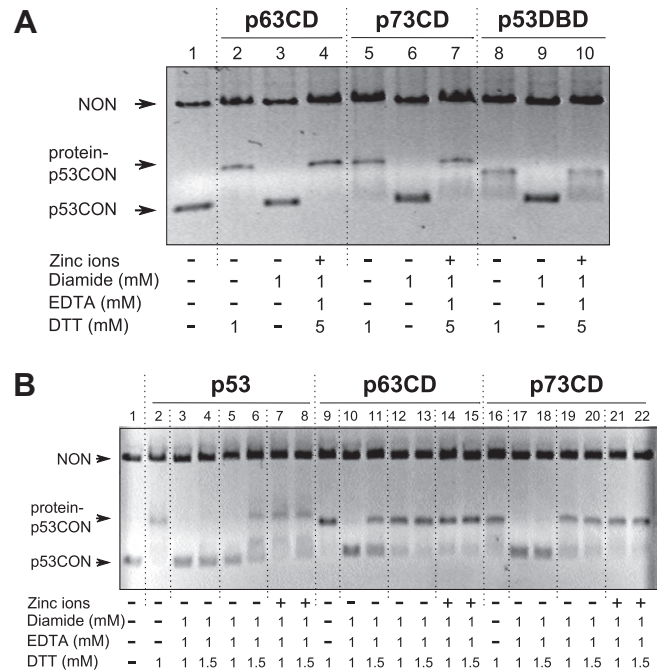 A
p63CD p73CD p53DBD
1 2 3 4 5 6 7 8 9 10
NON
protein-
p53CON
p53CON
Zinc ions - - - + - - + - - +
Diamide (mM) - - 1 1 - 1 1 - 1 1
EDTA (mM) - - - 1 - - 1 - - 1
DTT (mM) - 1 - 5 1 - 5 1 - 5
B
p53 p63CD p73CD
1 2 3 4 5 6 7 8 9 10 11 12 13 14 15 16 17 18 19 20 21 22
NON
protein-
p53CON
p53CON
Zinc ions - - - - - - + + - - - - - + + - - - - - + +
Diamide (mM) - - 1 1 1 1 1 1 - 1 1 1 1 1 1 - 1 1 1 1 1 1
EDTA (mM) - - 1 1 1 1 1 1 - 1 1 1 1 1 1 - 1 1 1 1 1 1
DTT (mM) - 1 1 1.5 1 1.5 1 1.5 1 1 1.5 1 1.5 1 1.5 1 1 1.5 1 1.5 1 1.5